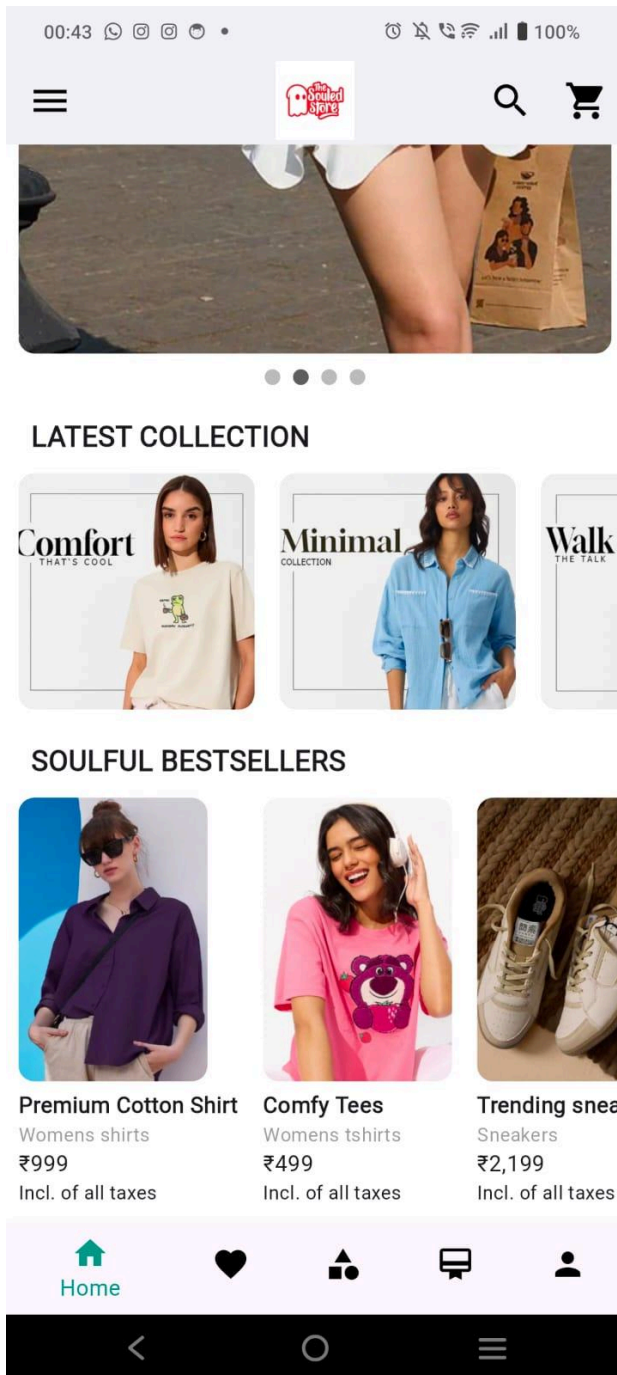 00:43
100%
The
Souled
Store
LATEST COLLECTION
Comfort
THAT'S COOL
Minimal
COLLECTION
Walk
THE TALK
SOULFUL BESTSELLERS
Premium Cotton Shirt
Womens shirts
₹999
Incl. of all taxes
Comfy Tees
Womens tshirts
₹499
Incl. of all taxes
Trending snea
Sneakers
₹2,199
Incl. of all taxes
Home